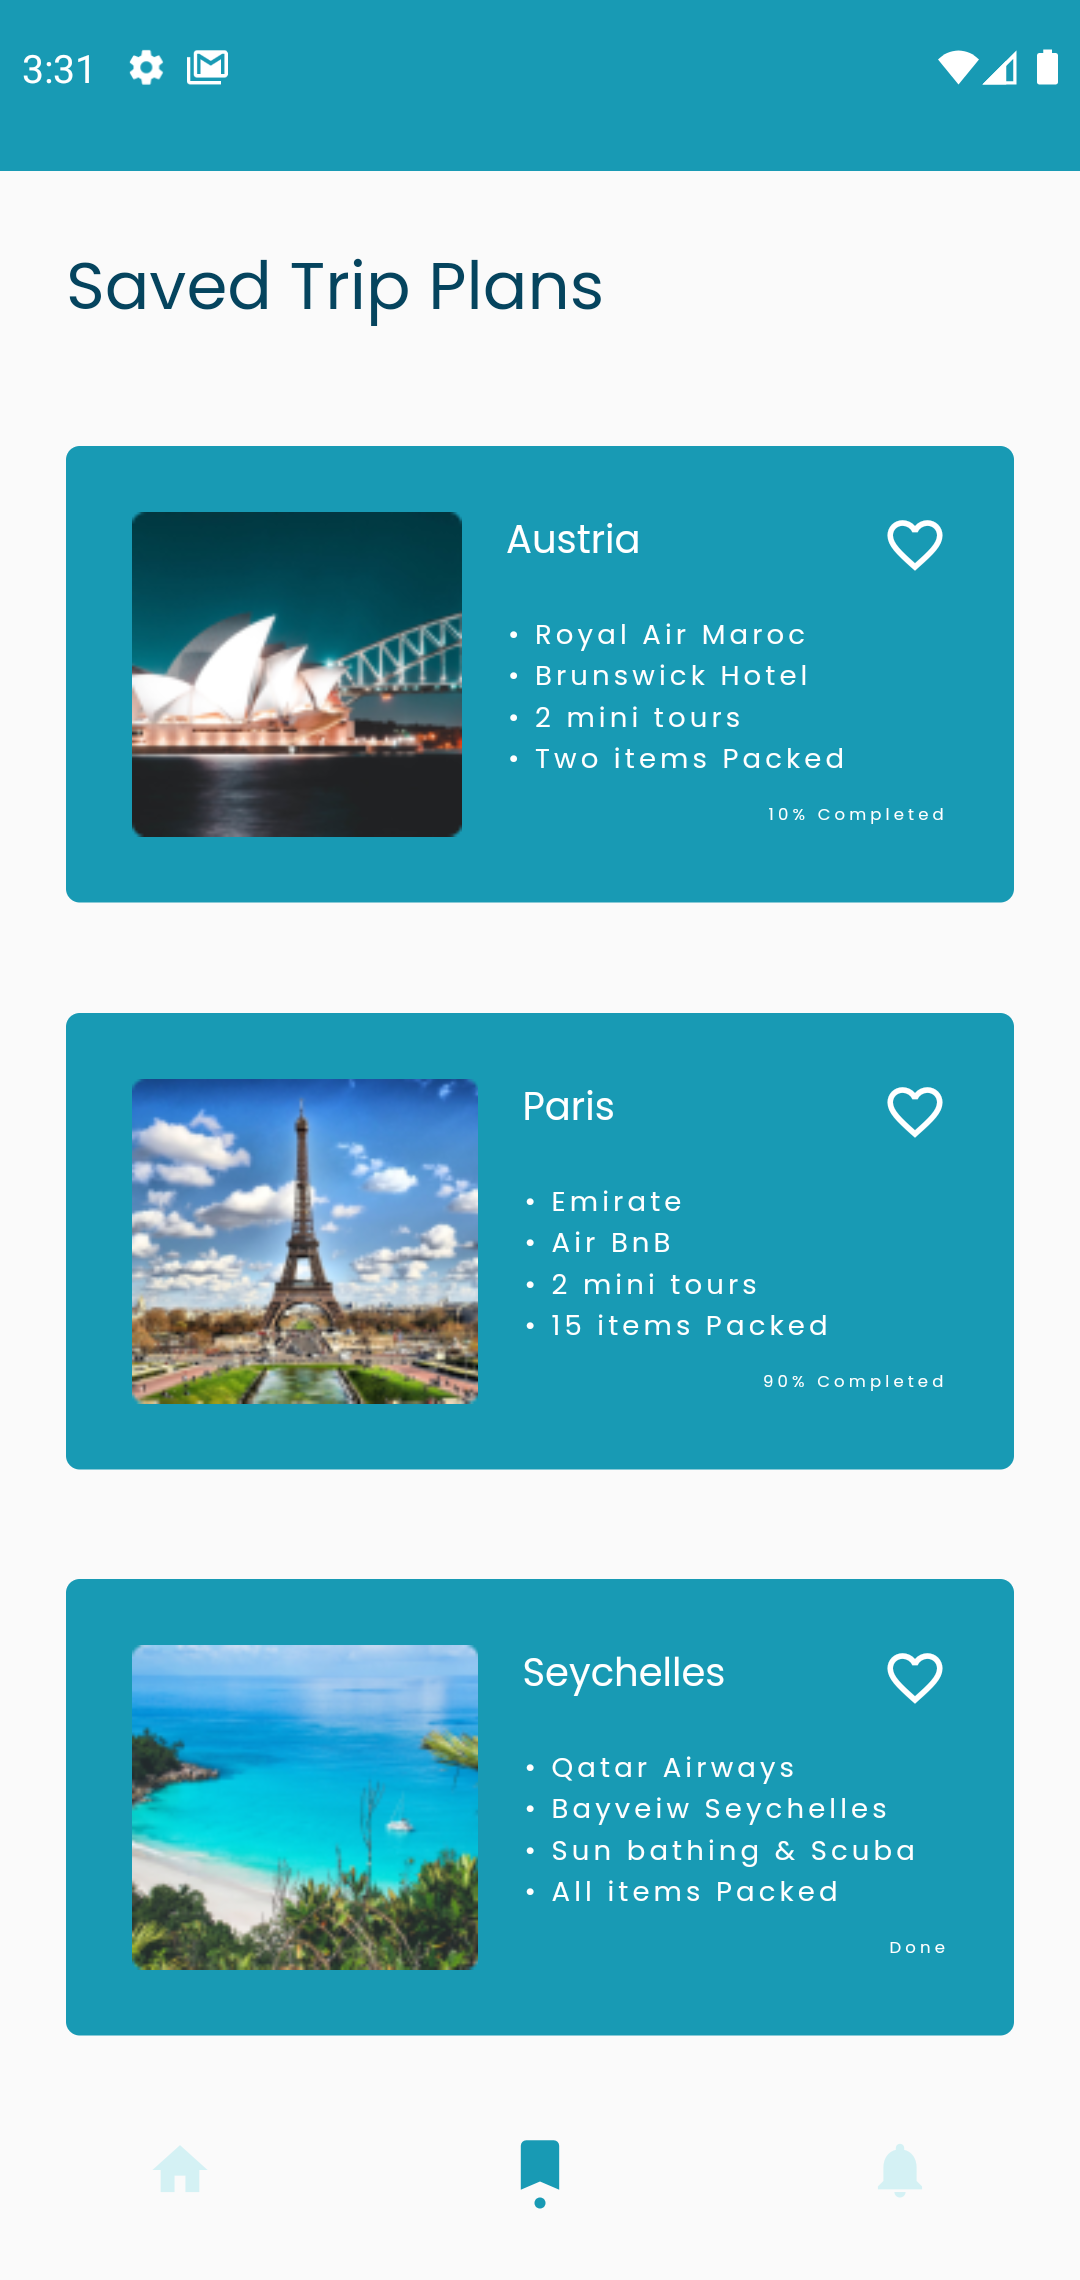 3:31
Saved Trip Plans
Austria
• Royal Air Maroc
• Brunswick Hotel
• 2 mini tours
• Two items Packed
10% Completed
Paris
• Emirate
• Air BnB
• 2 mini tours
• 15 items Packed
90% Completed
Seychelles
• Qatar Airways
• Bayveiw Seychelles
• Sun bathing & Scuba
• All items Packed
Done